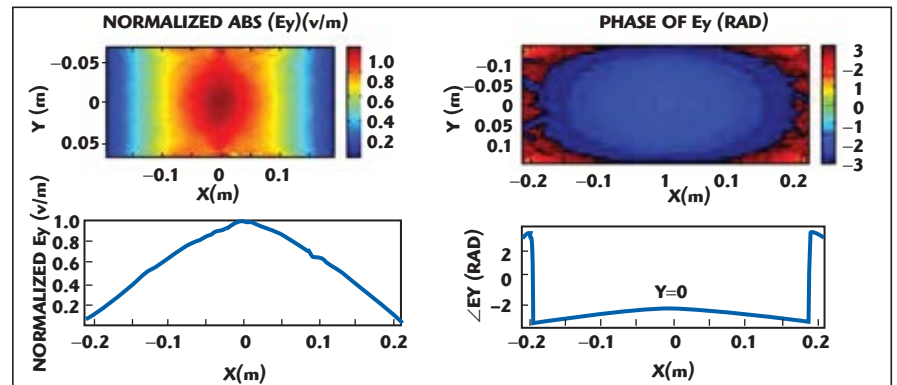 NORMALIZED ABS (Ey)(v/m)
Y (m)
−0.05
0
0.05
−0.1 0 0.1
X(m)
1.0
0.8
0.6
0.4
0.2
PHASE OF Ey (RAD)
Y (m)
−0.1
−0.05
0
0.05
0.1
−0.2 −0.1 1 0.1 0.2
X(m)
3
−2
1
0
−1
−2
−3
NORMALIZED Ey (v/m)
1.0
0.8
0.6
0.4
0.2
−0.2 −0.1 0 0.1 0.2
X(m)
∠EY (RAD)
2
0
−2
Y=0
−0.2 −0.1 0 0.1 0.2
X(m)